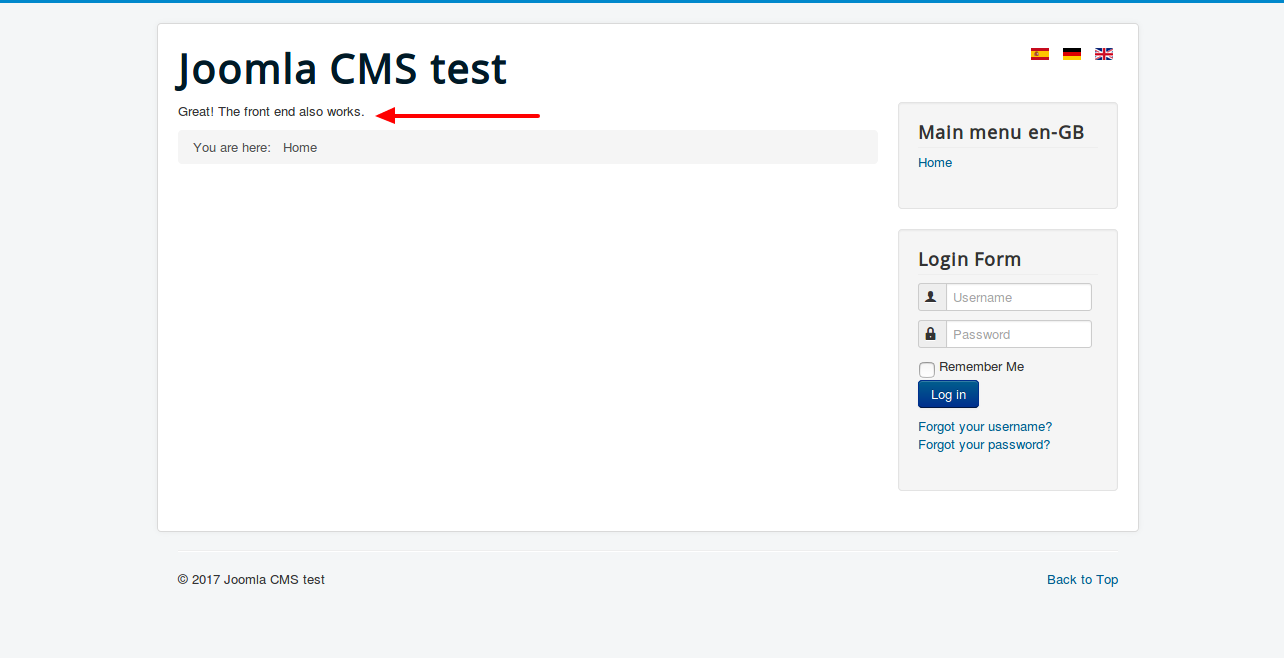 Joomla CMS test
Great! The front end also works.
You are here: Home
Main menu en-GB
Home
Login Form
Username
Password
Remember Me
Log in
Forgot your username?
Forgot your password?
© 2017 Joomla CMS test
Back to Top